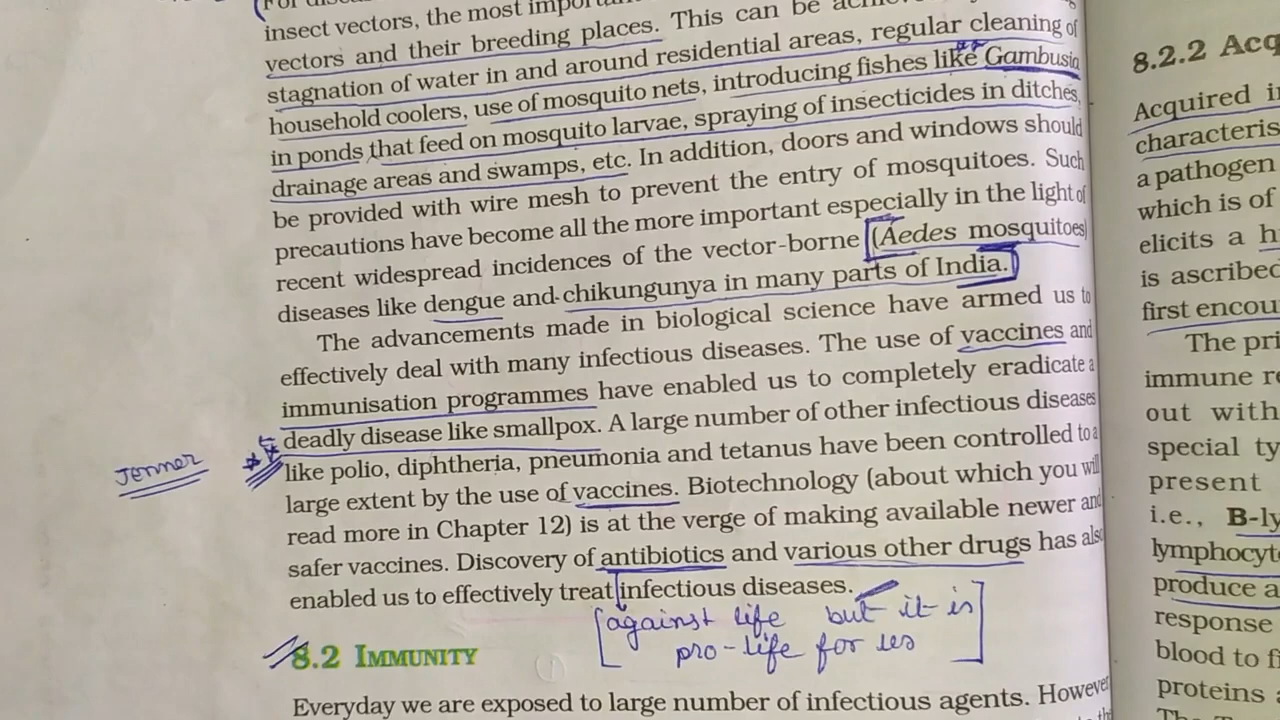 insect vectors, the most
vectors and their breeding places. This can be
stagnation of water in and around residential areas, regular cleaning of
household coolers, use of mosquito nets, introducing fishes like Gambusia
in ponds that feed on mosquito larvae, spraying of insecticides in ditches,
drainage areas and swamps, etc. In addition, doors and windows should
be provided with wire mesh to prevent the entry of mosquitoes. Such
precautions have become all the more important especially in the light of
recent widespread incidences of the vector-borne (Aedes mosquitoes)
diseases like dengue and chikungunya in many parts of India.
The advancements made in biological science have armed us to
effectively deal with many infectious diseases. The use of vaccines and
immunisation programmes have enabled us to completely eradicate a
deadly disease like smallpox. A large number of other infectious diseases
like polio, diphtheria, pneumonia and tetanus have been controlled to a
large extent by the use of vaccines. Biotechnology (about which you will
read more in Chapter 12) is at the verge of making available newer and
safer vaccines. Discovery of antibiotics and various other drugs has also
enabled us to effectively treat infectious diseases.
Jenner
[against life but it is
pro-life for us]
8.2 IMMUNITY
Everyday we are exposed to large number of infectious agents. However
8.2.2 Acq
Acquired i
characteris
a pathogen
which is of
elicits a h
is ascribed
first encou
The pri
immune re
out with
special ty
present
i.e., B-ly
lymphocyt
produce a
response
blood to fi
proteins